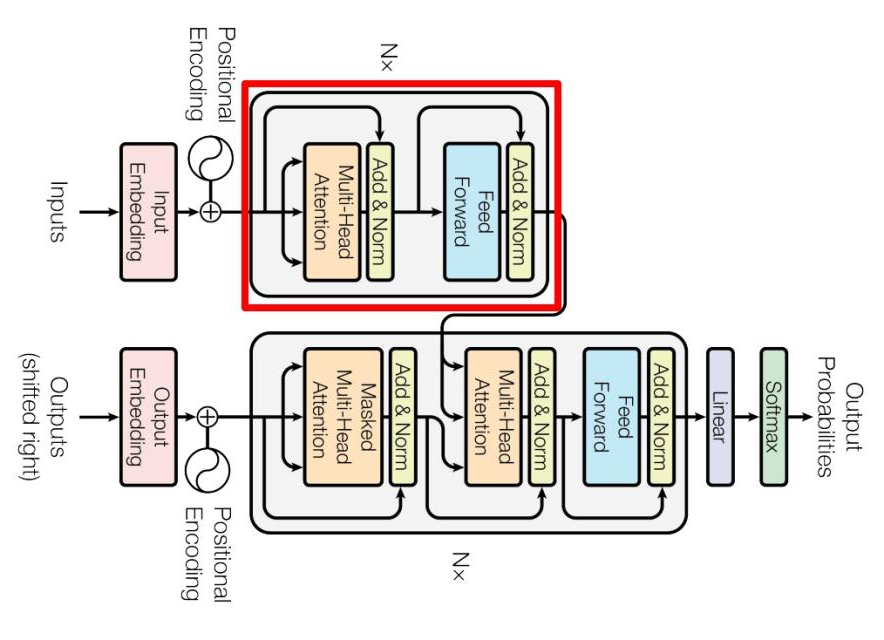 Output
Probabilities
Softmax
Linear
Add & Norm
Feed
Forward
Add & Norm
Multi-Head
Attention
Add & Norm
Masked
Multi-Head
Attention
Nx
Positional
Encoding
Output
Embedding
Outputs
(shifted right)
Add & Norm
Feed
Forward
Add & Norm
Multi-Head
Attention
Nx
Positional
Encoding
Input
Embedding
Inputs